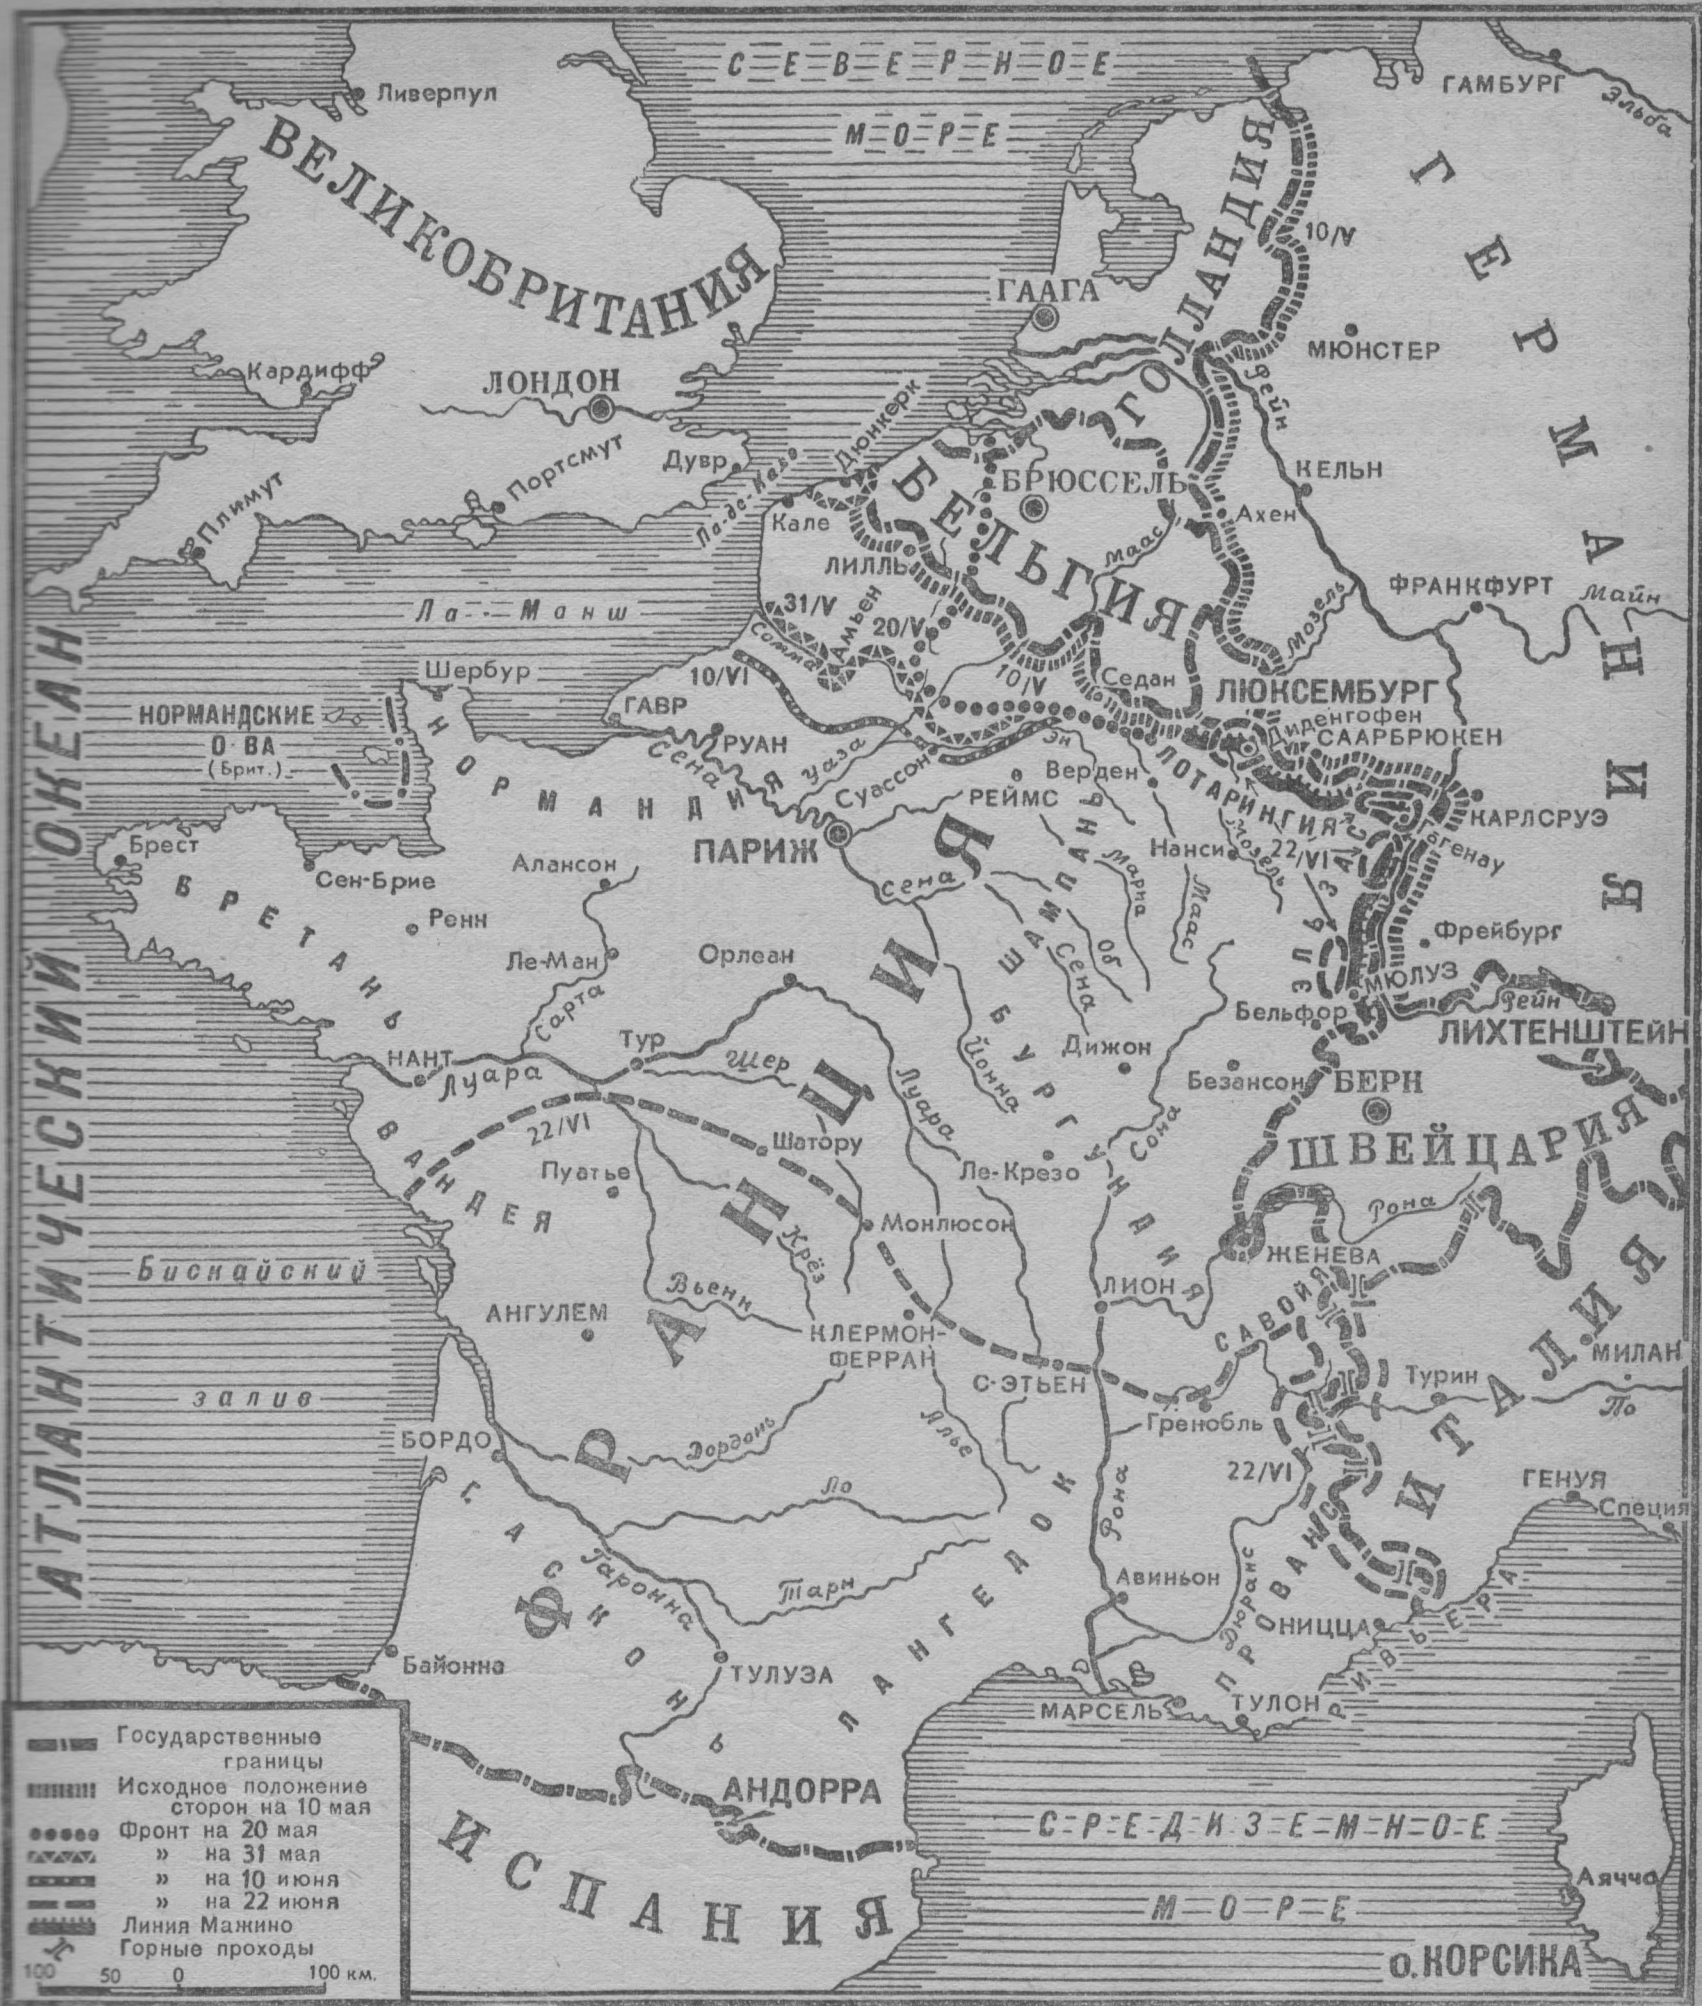 СЕВЕРНОЕ
МОРЕ
ГАМБУРГ
Эльба
Ливерпул
ВЕЛИКОБРИТАНИЯ
ГЕРМАНИЯ
ГОЛЛАНДИЯ
10/V
ГААГА
МЮНСТЕР
Рейн
Кардифф
ЛОНДОН
Дюнкерк
Дувр
Па-де-Кале
Портсмут
Плимут
БРЮССЕЛЬ
КЕЛЬН
Кале
БЕЛЬГИЯ
Ахен
Маас
ЛИЛЛЬ
ФРАНКФУРТ
Майн
Мозель
Ла-Манш
31/V
Сомма
Амьен
20/V
10/VI
10/V
Седан
ЛЮКСЕМБУРГ
Шербур
НОРМАНДСКИЕ
О-ВА
(Брит.)
ГАВР
РУАН
Сена
Уаза
Суассон
Эн
Диденгофен
СААРБРЮКЕН
Верден
РЕЙМС
ЛОТАРИНГИЯ
КАРЛСРУЭ
НОРМАНДИЯ
ПАРИЖ
Нанси
Мозель
22/VI
Гагенау
ЭЛЬЗАС
Брест
БРЕТАНЬ
Сен-Брие
Алансон
Ренн
Сена
Марна
Маас
ШАМПАНЬ
Об
Сена
Фрейбург
Ле-Ман
Сарта
Орлеан
МЮЛУЗ
Рейн
Бельфор
ЛИХТЕНШТЕЙН
НАНТ
Луара
Тур
Шер
Луара
Йонна
БУРГУНДИЯ
Дижон
Безансон
БЕРН
ШВЕЙЦАРИЯ
Сона
22/VI
Шатору
ВАНДЕЯ
Пуатье
Ле-Крезо
Монлюсон
Рона
ЖЕНЕВА
АТЛАНТИЧЕСКИЙ ОКЕАН
Бискайский
залив
ФРАНЦИЯ
Крёз
Вьенн
АНГУЛЕМ
КЛЕРМОН-
ФЕРРАН
ЛИОН
САВОЙЯ
ИТАЛИЯ
МИЛАН
Турин
По
С-ЭТЬЕН
Гренобль
Алье
БОРДО
Дордонь
Ло
22/VI
Рона
ГЕНУЯ
Специя
ГАСКОНЬ
Гаронна
Тарн
ЛАНГЕДОК
Авиньон
Дюранс
ПРОВАНС
НИЦЦА
РИВЬЕРА
Байонна
ТУЛУЗА
МАРСЕЛЬ
ТУЛОН
АНДОРРА
ИСПАНИЯ
СРЕДИЗЕМНОЕ
МОРЕ
Аяччо
о. КОРСИКА
Государственные
границы
Исходное положение
сторон на 10 мая
Фронт на 20 мая
» на 31 мая
» на 10 июня
» на 22 июня
Линия Мажино
Горные проходы
100 50 0 100 км.